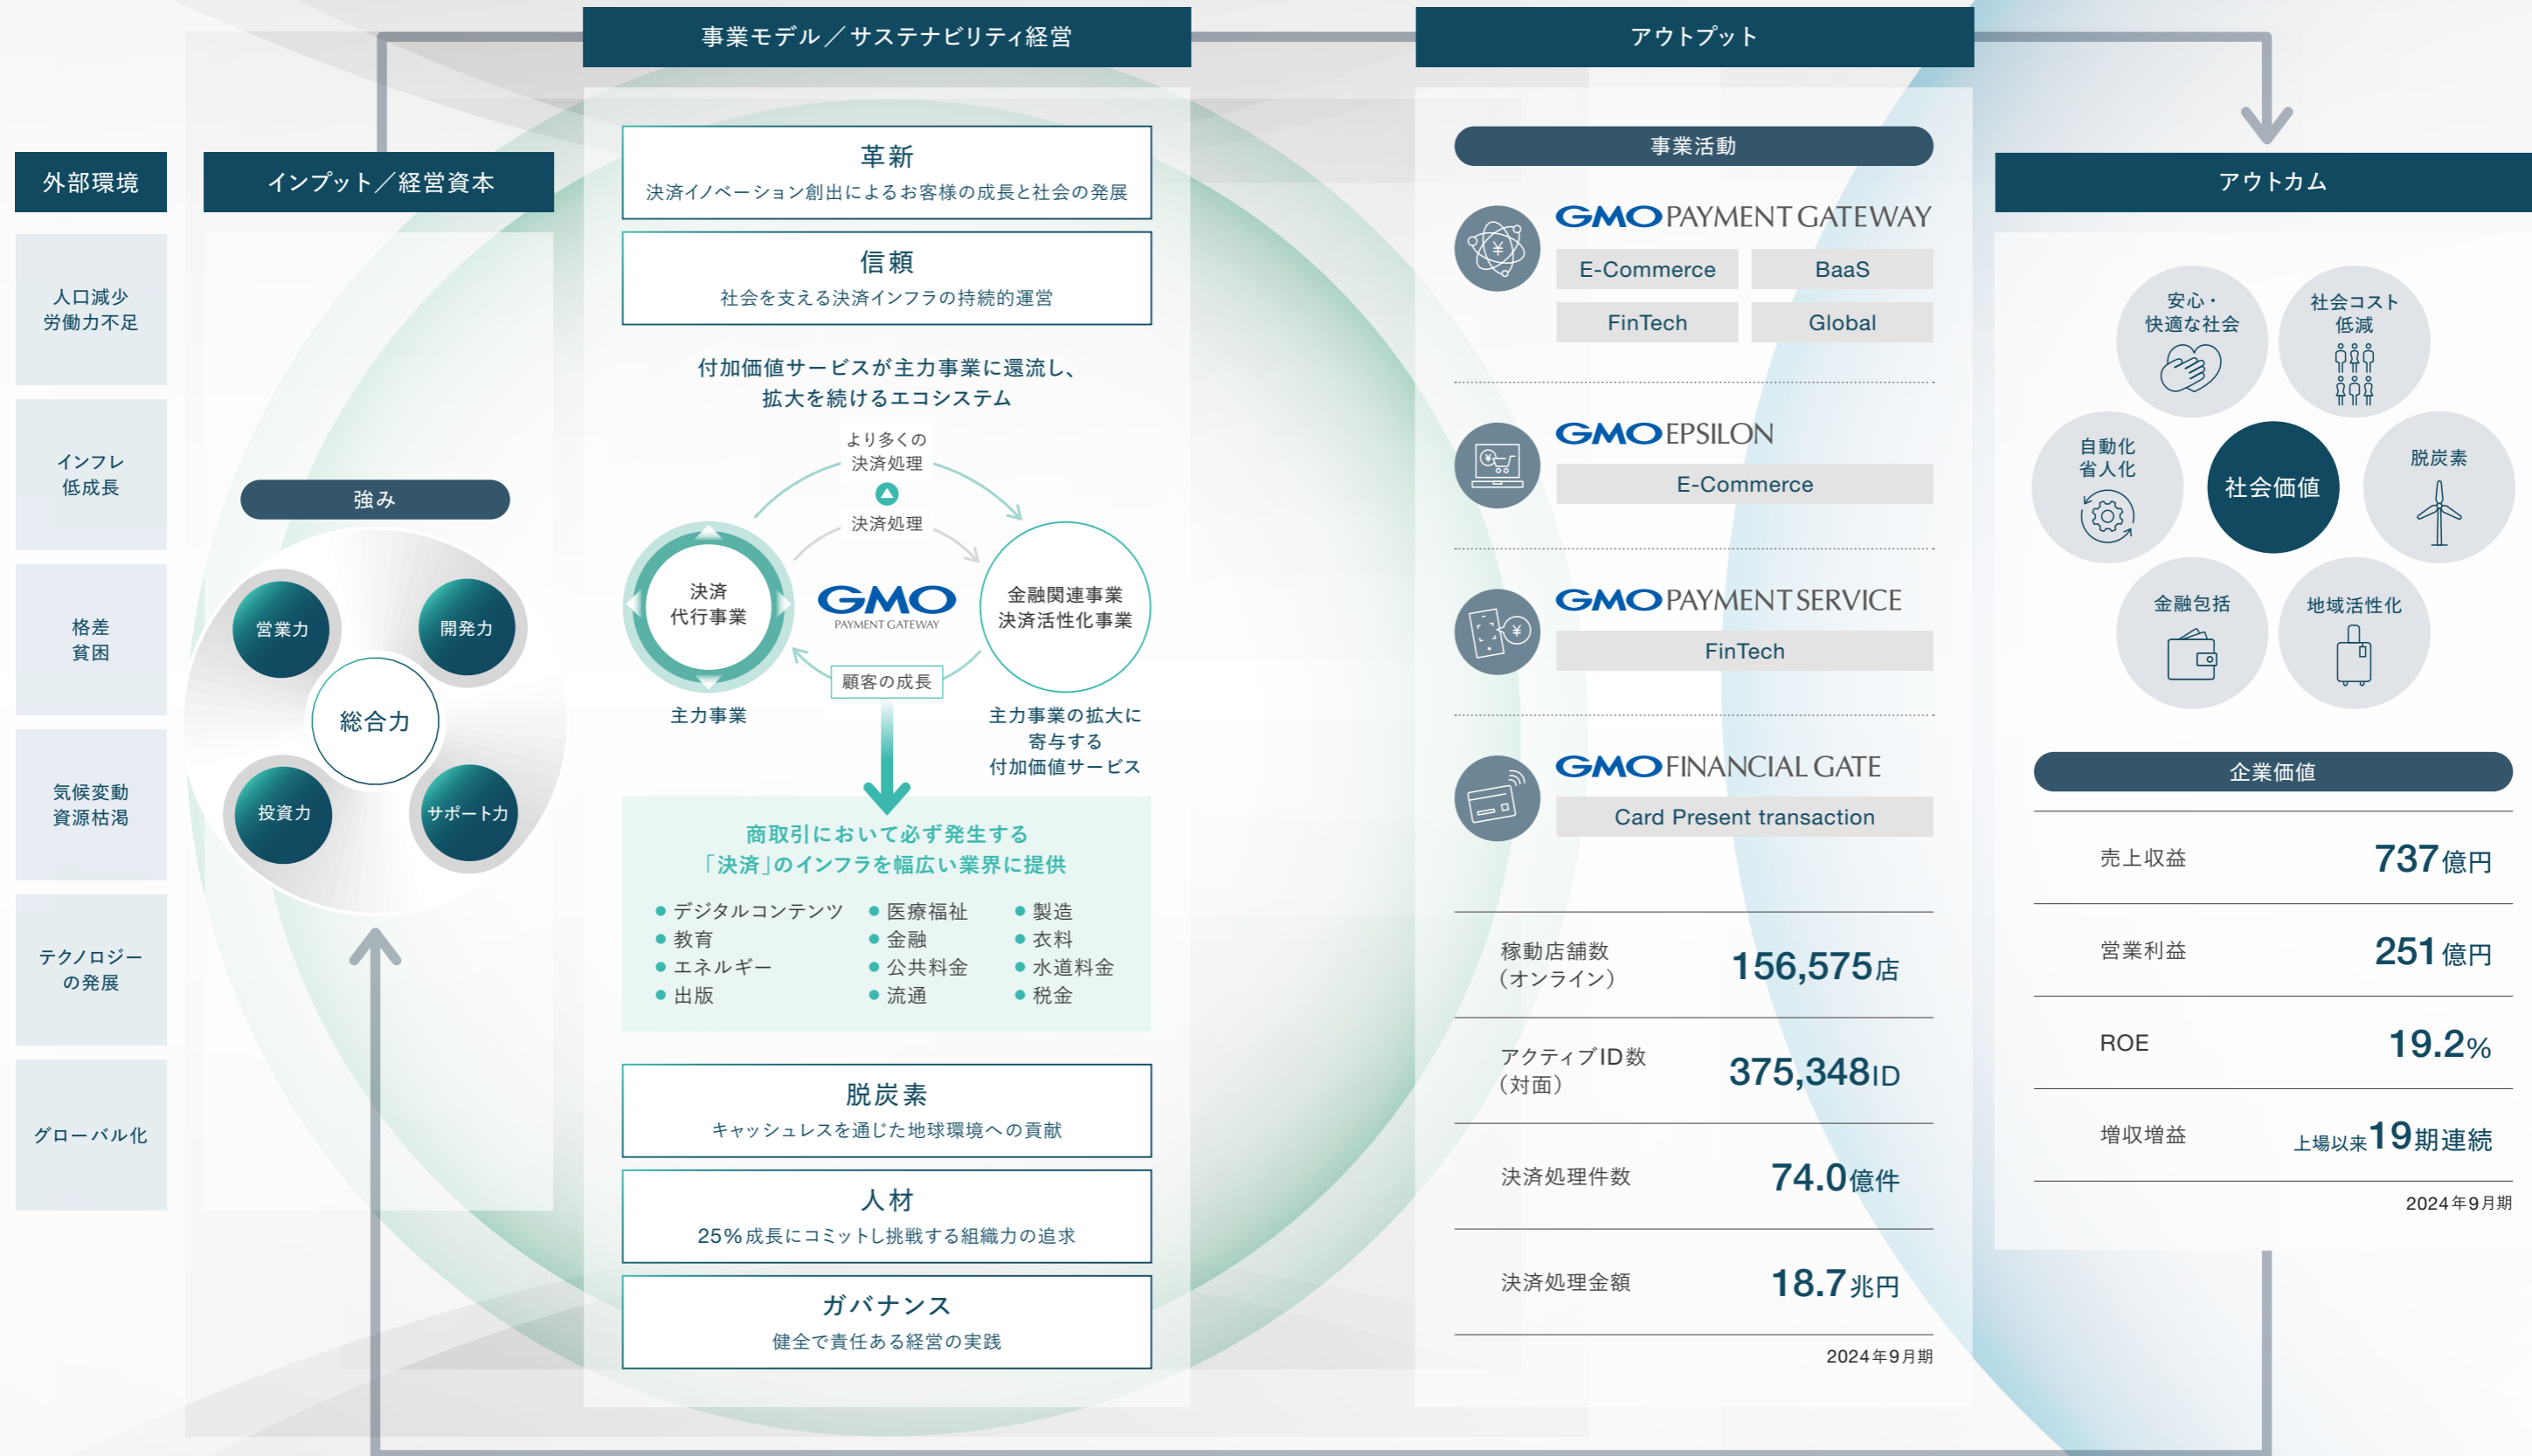 外部環境
人口減少
労働力不足
インフレ
低成長
格差
貧困
気候変動
資源枯渇
テクノロジー
の発展
グローバル化
インプット／経営資本
強み
営業力
開発力
総合力
投資力
サポート力
事業モデル／サステナビリティ経営
革新
決済イノベーション創出によるお客様の成長と社会の発展
信頼
社会を支える決済インフラの持続的運営
付加価値サービスが主力事業に還流し、
拡大を続けるエコシステム
より多くの
決済処理
決済処理
決済
代行事業
GMO
PAYMENT GATEWAY
金融関連事業
決済活性化事業
顧客の成長
主力事業
主力事業の拡大に
寄与する
付加価値サービス
商取引において必ず発生する
「決済」のインフラを幅広い業界に提供
● デジタルコンテンツ
● 教育
● エネルギー
● 出版
● 医療福祉
● 金融
● 公共料金
● 流通
● 製造
● 衣料
● 水道料金
● 税金
脱炭素
キャッシュレスを通じた地球環境への貢献
人材
25%成長にコミットし挑戦する組織力の追求
ガバナンス
健全で責任ある経営の実践
アウトプット
事業活動
¥
GMO PAYMENT GATEWAY
E-Commerce
BaaS
FinTech
Global
¥
GMO EPSILON
E-Commerce
¥
GMO PAYMENT SERVICE
FinTech
GMO FINANCIAL GATE
Card Present transaction
稼動店舗数
（オンライン）
156,575店
アクティブID数
（対面）
375,348ID
決済処理件数
74.0億件
決済処理金額
18.7兆円
2024年9月期
アウトカム
安心・
快適な社会
社会コスト
低減
自動化
省人化
社会価値
脱炭素
金融包括
地域活性化
企業価値
売上収益
737億円
営業利益
251億円
ROE
19.2%
増収増益
上場以来19期連続
2024年9月期